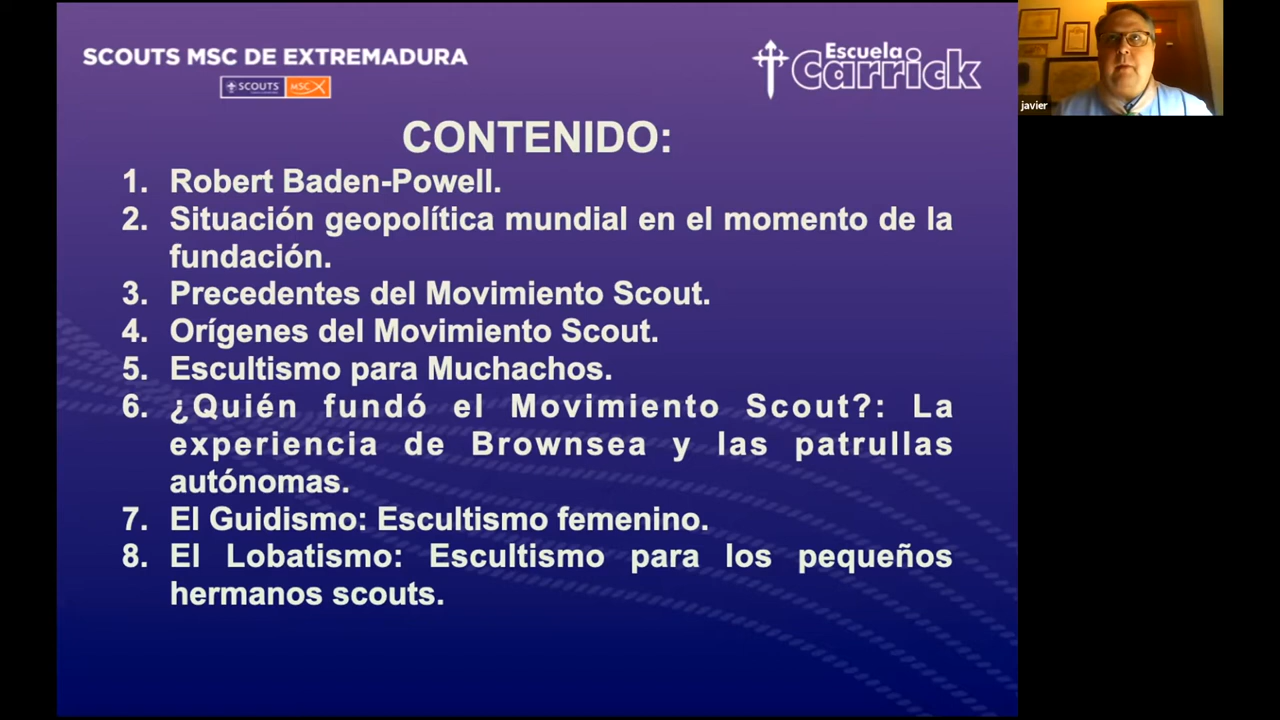 SCOUTS MSC DE EXTREMADURA
SCOUTS MSC
Escuela
Carrick
CONTENIDO:
1. Robert Baden-Powell.
2. Situación geopolítica mundial en el momento de la
fundación.
3. Precedentes del Movimiento Scout.
4. Orígenes del Movimiento Scout.
5. Escultismo para Muchachos.
6. ¿Quién fundó el Movimiento Scout?: La
experiencia de Brownsea y las patrullas
autónomas.
7. El Guidismo: Escultismo femenino.
8. El Lobatismo: Escultismo para los pequeños
hermanos scouts.
javier